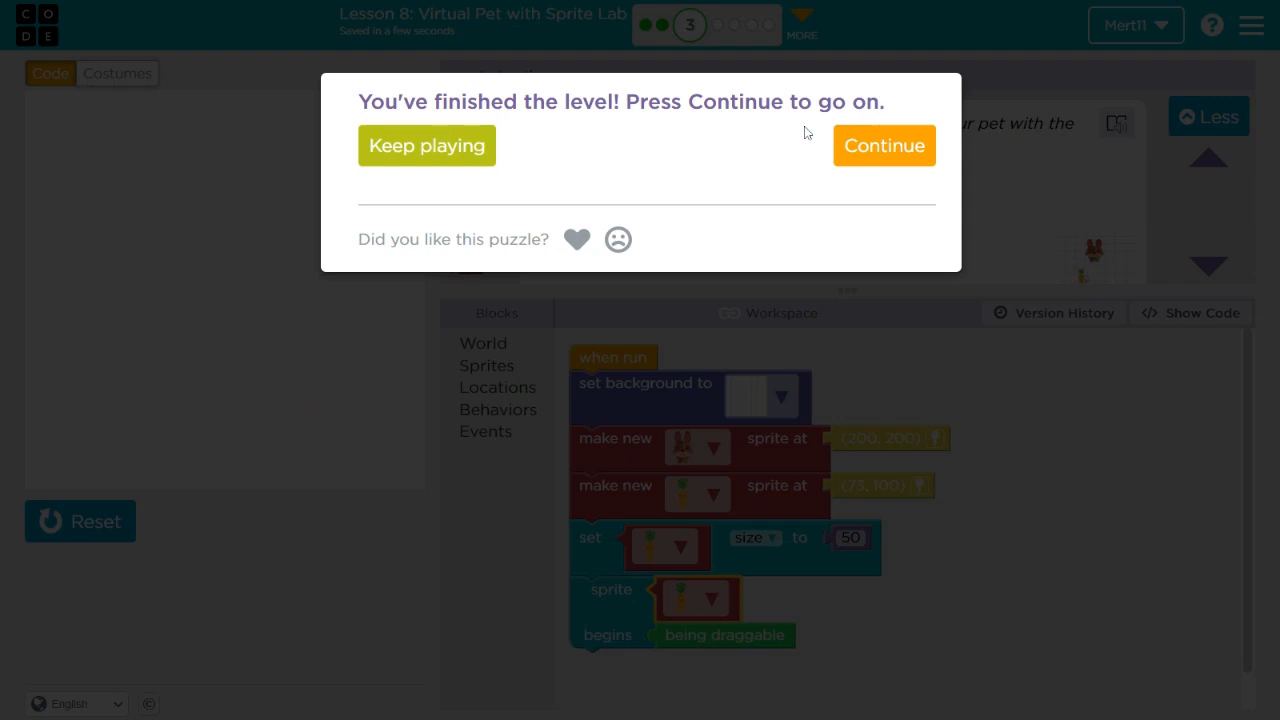 C O
D E
Lesson 8: Virtual Pet with Sprite Lab
Saved in a few seconds
3
MORE
Mert11
?
Code
Costumes
You've finished the level! Press Continue to go on.
Keep playing
Continue
Did you like this puzzle?
ur pet with the
Less
Blocks
Workspace
Version History
</> Show Code
World
Sprites
Locations
Behaviors
Events
when run
set background to
make new sprite at (200, 200)
make new sprite at (73, 100)
set size to 50
sprite
begins being draggable
Reset
English
©